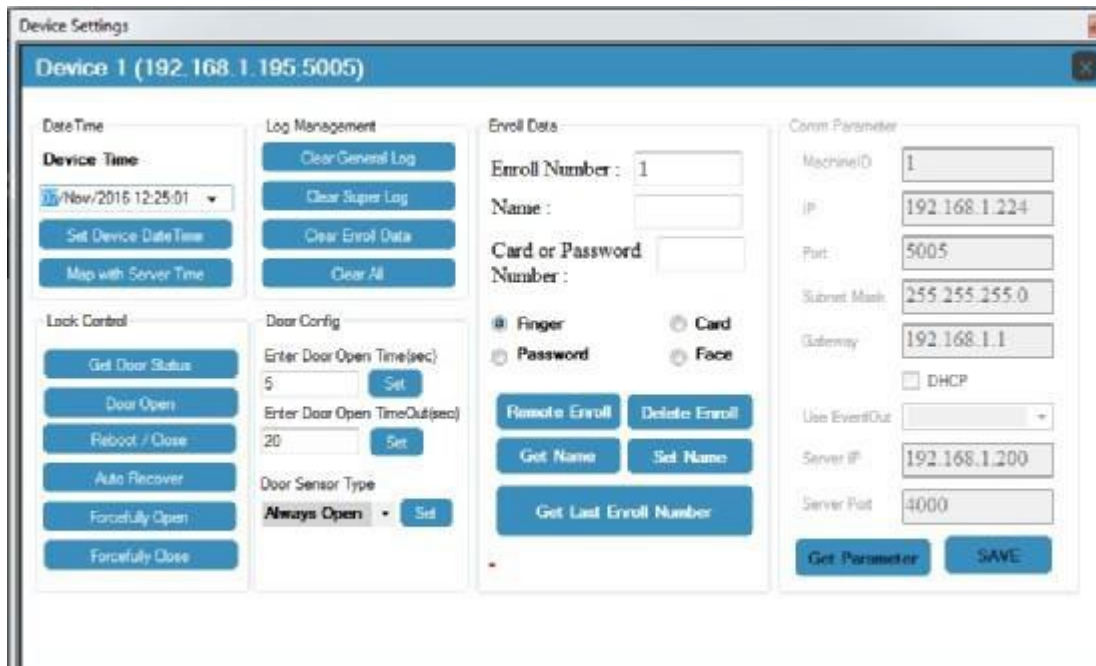 Device Settings
Device 1 (192.168.1.195:5005)
DateTime
Device Time
/Nov/2016 12:25:01
Set Device DateTime
Map with Server Time
Log Management
Clear General Log
Clear Super Log
Clear Enroll Data
Clear All
Lock Control
Get Door Status
Door Open
Reboot / Close
Auto Recover
Forcefully Open
Forcefully Close
Door Config
Enter Door Open Time(sec)
5 Set
Enter Door Open TimeOut(sec)
20 Set
Door Sensor Type
Always Open Set
Enroll Data
Enroll Number : 1
Name :
Card or Password
Number :
Finger Card
Password Face
Remote Enroll Delete Enroll
Get Name Set Name
Get Last Enroll Number
-
Comm Parameter
MachineID 1
IP 192.168.1.224
Port 5005
Subnet Mask 255.255.255.0
Gateway 192.168.1.1
DHCP
Use EventOut
Server IP 192.168.1.200
Server Port 4000
Get Parameter SAVE